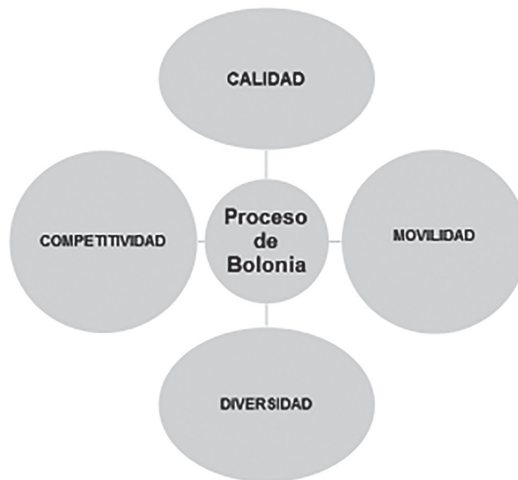 CALIDAD
COMPETITIVIDAD
Proceso
de
Bolonia
MOVILIDAD
DIVERSIDAD